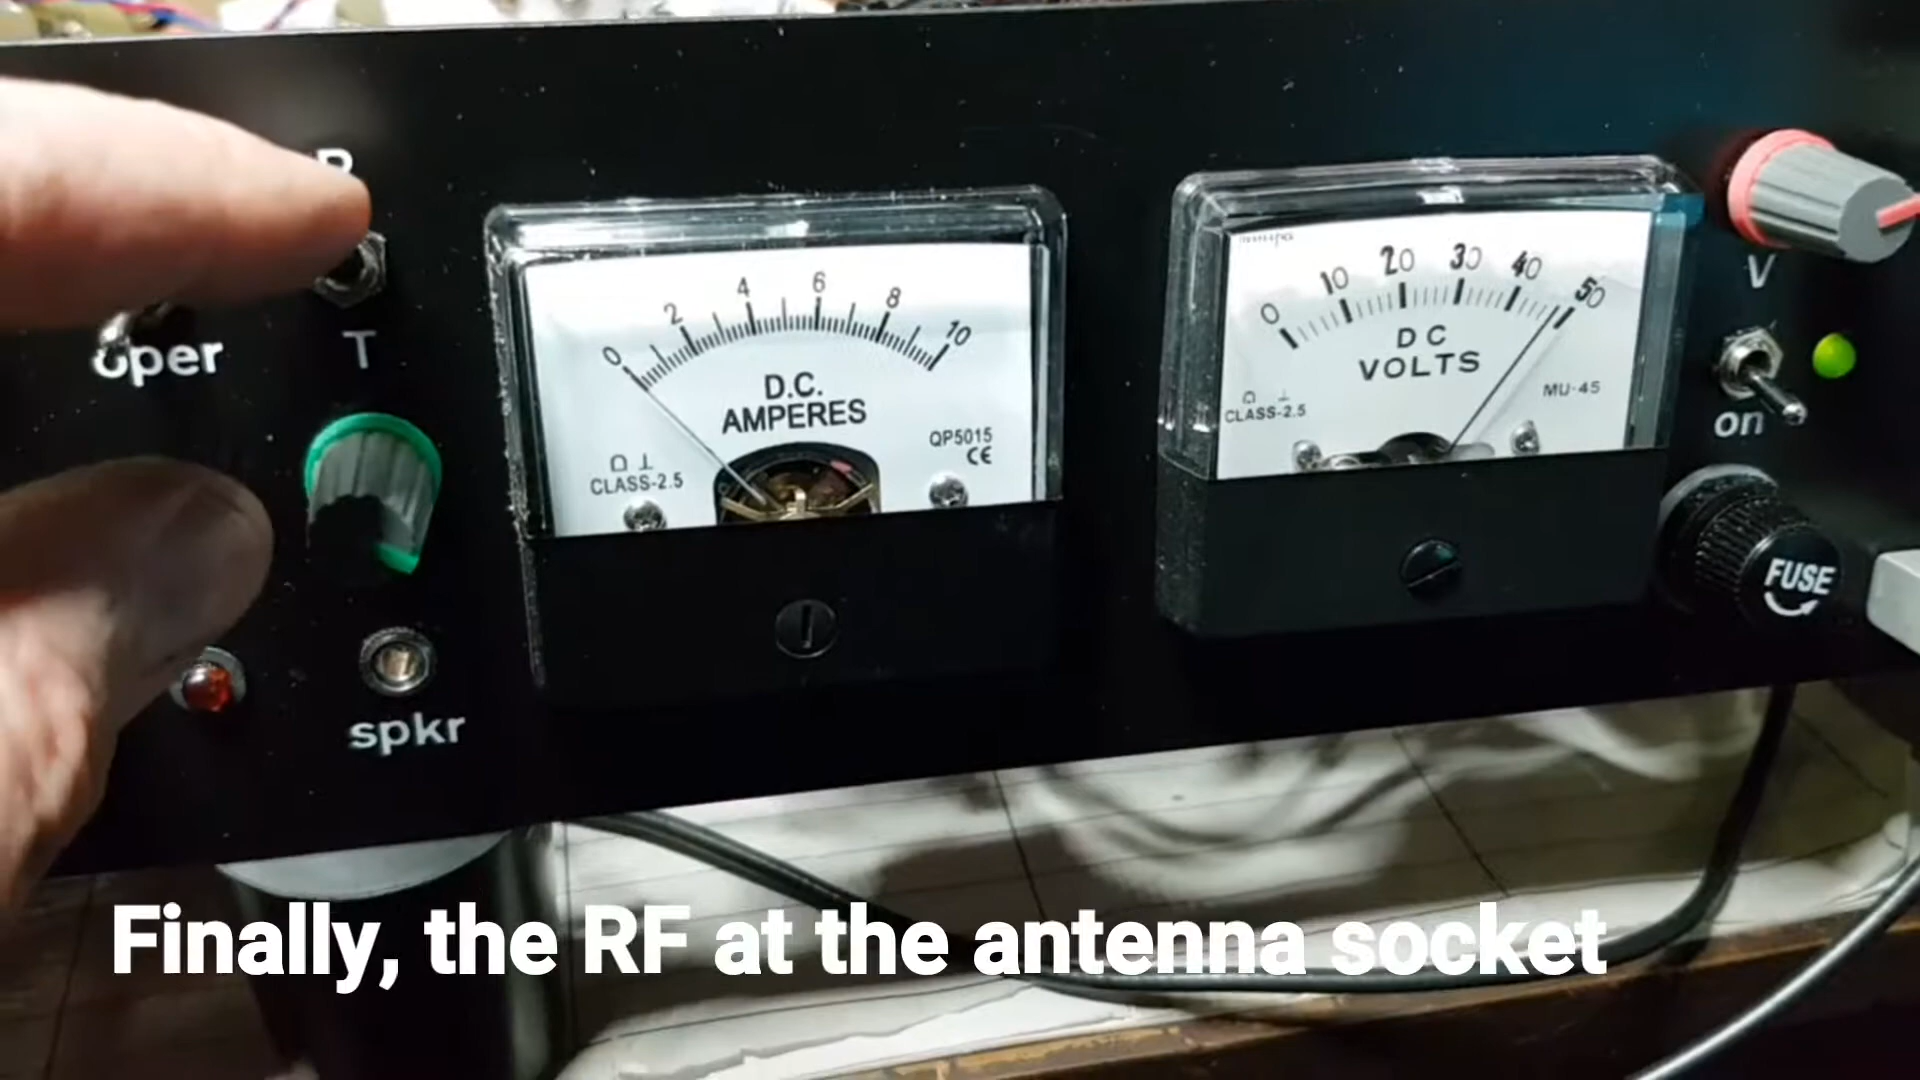 R
oper
T
spkr
0 2 4 6 8 10
D.C.
AMPERES
CLASS-2.5
QP5015
CE
0 10 20 30 40 50
DC
VOLTS
CLASS-2.5
MU-45
V
on
FUSE
Finally, the RF at the antenna socket